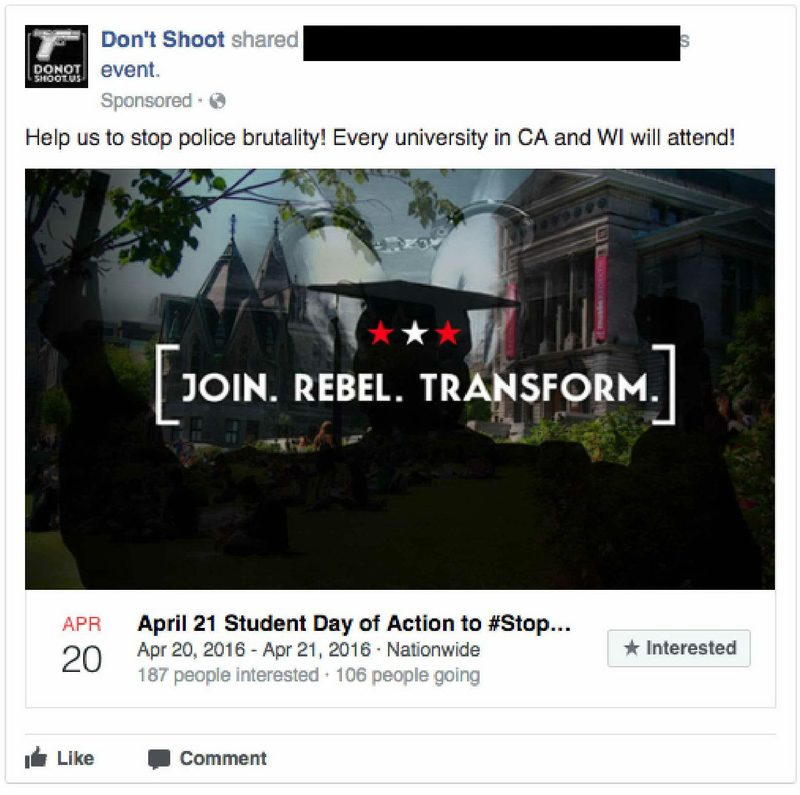 DONOT
SHOOT.US
Don't Shoot shared s
event.
Sponsored ·
Help us to stop police brutality! Every university in CA and WI will attend!
JOIN. REBEL. TRANSFORM.
APR
20
April 21 Student Day of Action to #Stop...
Apr 20, 2016 - Apr 21, 2016 · Nationwide
187 people interested · 106 people going
Interested
Like
Comment